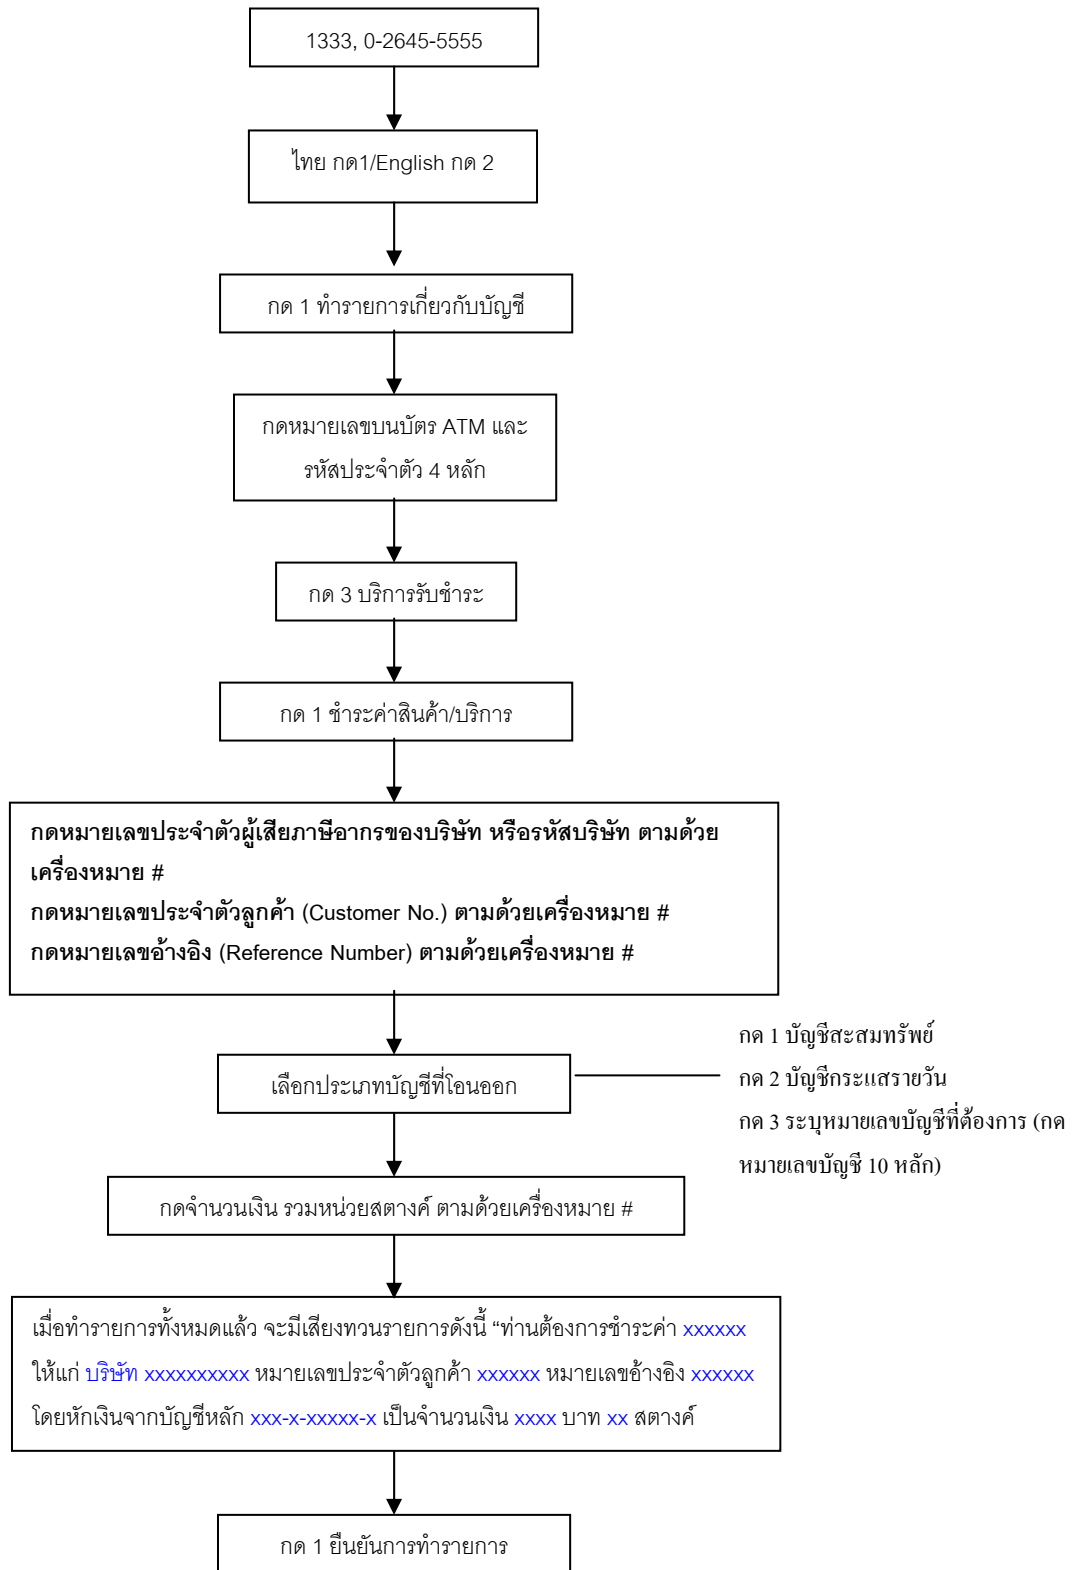 1333, 0-2645-5555
ไทย กด1/English กด 2
กด 1 ทำรายการเกี่ยวกับบัญชี
กดหมายเลขบนบัตร ATM และ
รหัสประจำตัว 4 หลัก
กด 3 บริการรับชำระ
กด 1 ชำระค่าสินค้า/บริการ
กดหมายเลขประจำตัวผู้เสียภาษีอากรของบริษัท หรือรหัสบริษัท ตามด้วย
เครื่องหมาย #
กดหมายเลขประจำตัวลูกค้า (Customer No.) ตามด้วยเครื่องหมาย #
กดหมายเลขอ้างอิง (Reference Number) ตามด้วยเครื่องหมาย #
เลือกประเภทบัญชีที่โอนออก
กด 1 บัญชีสะสมทรัพย์
กด 2 บัญชีกระแสรายวัน
กด 3 ระบุหมายเลขบัญชีที่ต้องการ (กด
หมายเลขบัญชี 10 หลัก)
กดจำนวนเงิน รวมหน่วยสตางค์ ตามด้วยเครื่องหมาย #
เมื่อทำรายการทั้งหมดแล้ว จะมีเสียงทวนรายการดังนี้ “ท่านต้องการชำระค่า xxxxxx
ให้แก่ บริษัท xxxxxxxxxx หมายเลขประจำตัวลูกค้า xxxxxx หมายเลขอ้างอิง xxxxxx
โดยหักเงินจากบัญชีหลัก xxx-x-xxxxx-x เป็นจำนวนเงิน xxxx บาท xx สตางค์
กด 1 ยืนยันการทำรายการ